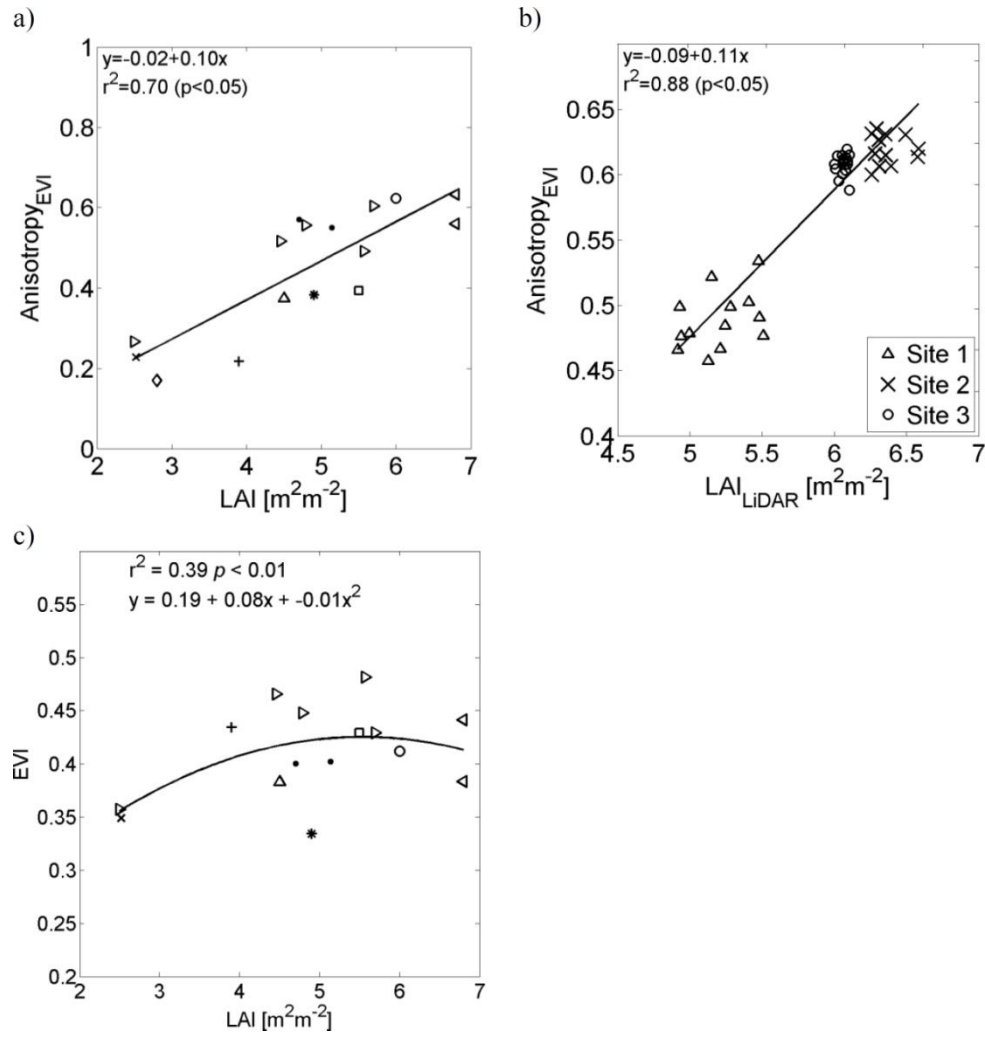 a)
y=-0.02+0.10x
r²=0.70 (p<0.05)
1
0.8
0.6
0.4
0.2
0
2 3 4 5 6 7
Anisotropy_EVI
LAI [m²m⁻²]
b)
y=-0.09+0.11x
r²=0.88 (p<0.05)
0.65
0.6
0.55
0.5
0.45
0.4
4.5 5 5.5 6 6.5 7
Anisotropy_EVI
LAI_LiDAR [m²m⁻²]
Site 1
Site 2
Site 3
c)
r² = 0.39 p < 0.01
y = 0.19 + 0.08x + -0.01x²
0.55
0.5
0.45
0.4
0.35
0.3
0.25
0.2
2 3 4 5 6 7
EVI
LAI [m²m⁻²]